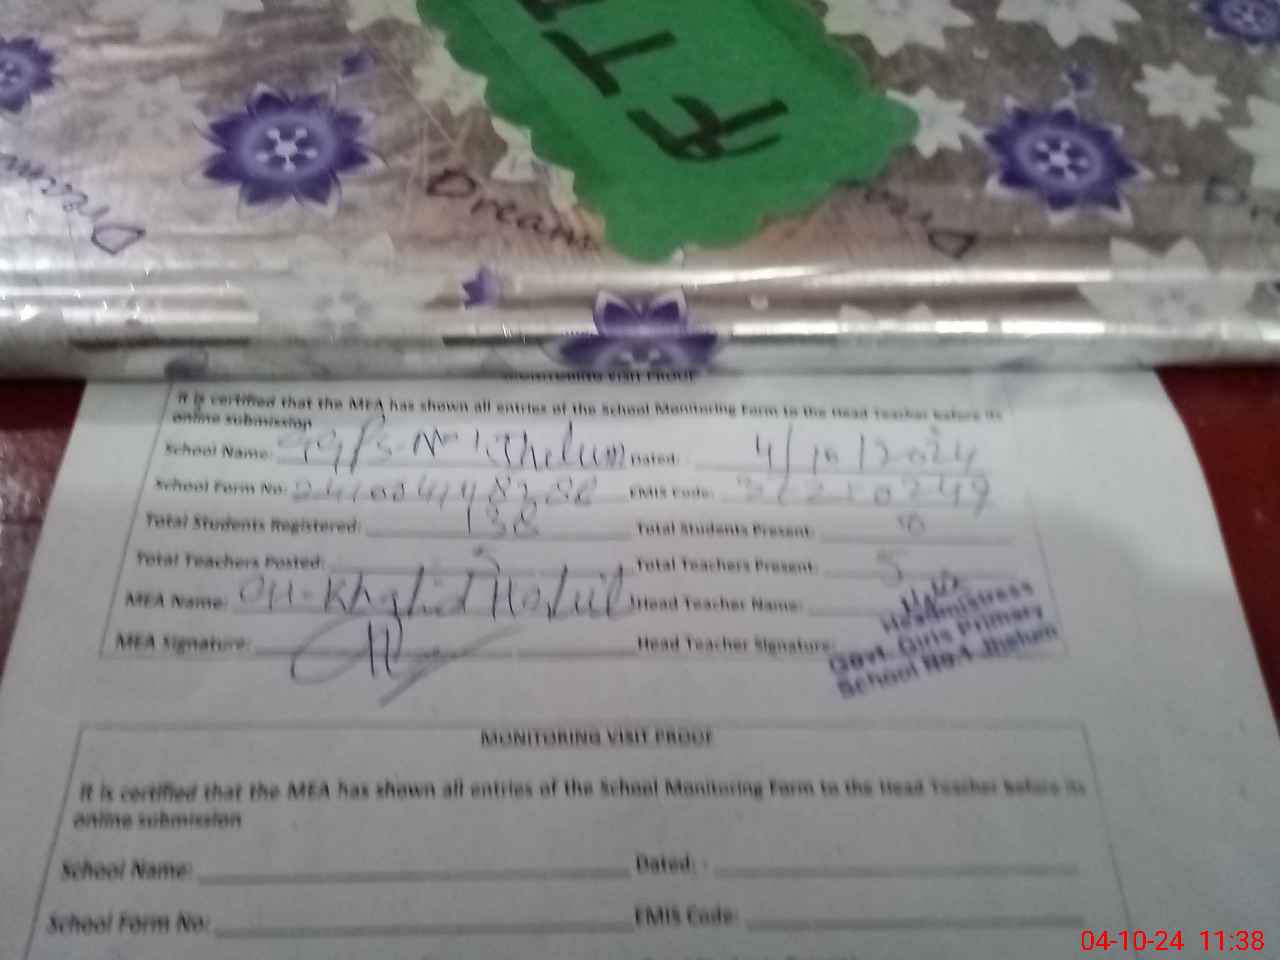 Dream
Dream
MONITORING VISIT PROOF
It is certified that the MEA has shown all entries of the School Monitoring Form to the Head Teacher before its
online submission
School Name: GGPS No 1, Jhelum Dated: 4/10/2024
School Form No: EMIS Code: 37210249
Total Students Registered: 138 Total Students Present: 0
Total Teachers Posted: 5 Total Teachers Present: 5
MEA Name: CH. Khalid Head Teacher Name:
MEA Signature: Head Teacher Signature:
Headmistress
Govt. Girls Primary
School No.1 Jhelum
MONITORING VISIT PROOF
It is certified that the MEA has shown all entries of the School Monitoring Form to the Head Teacher before its
online submission
School Name: Dated:
School Form No: EMIS Code:
04-10-24 11:38